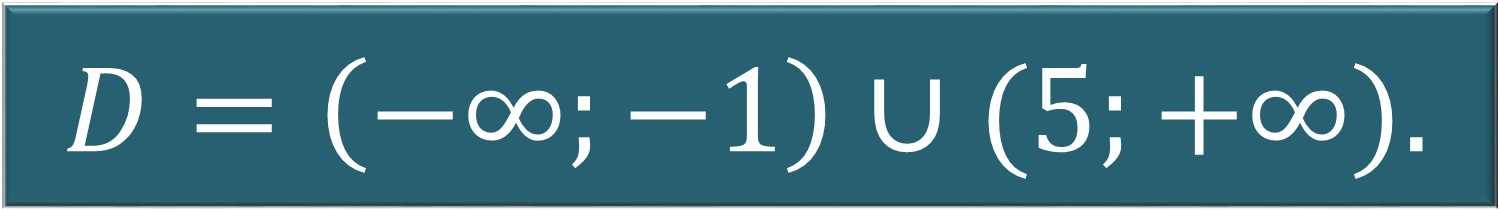 D = (−∞; −1) ∪ (5; +∞).